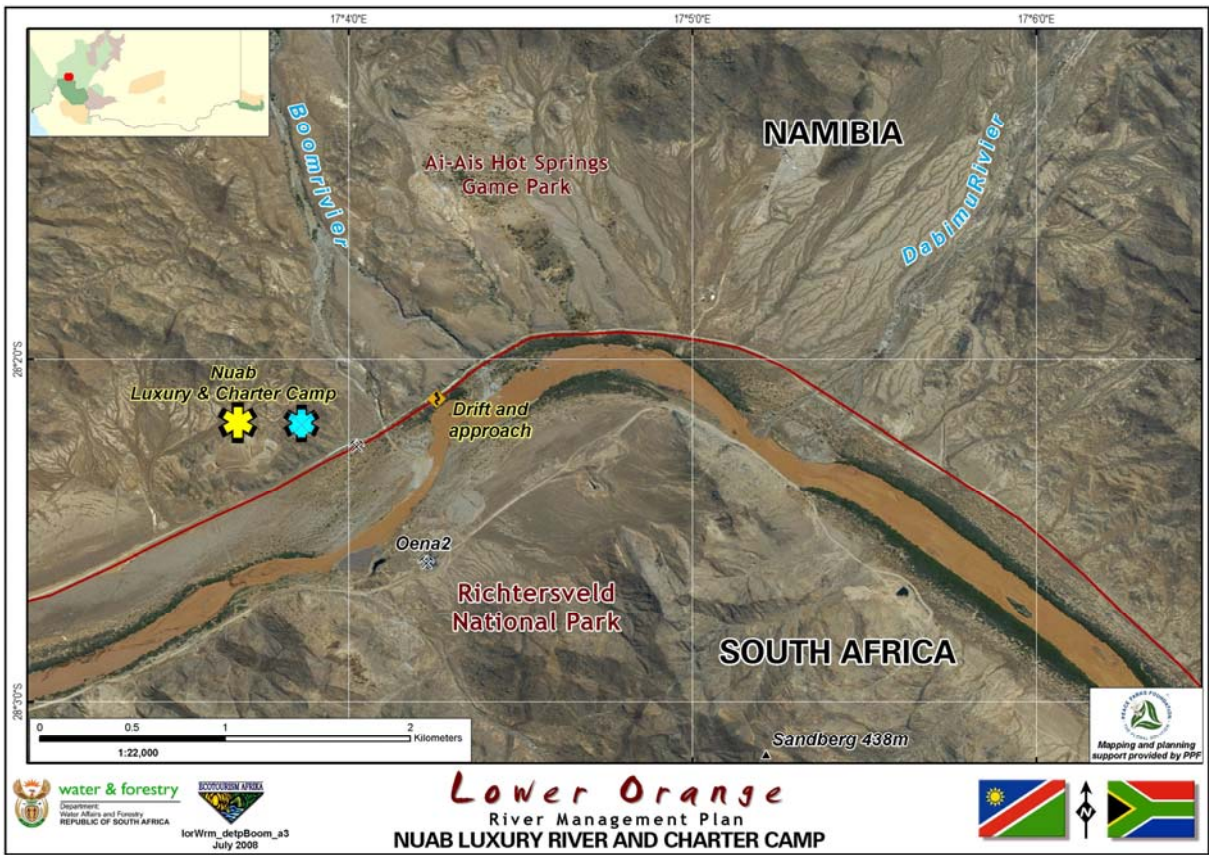 17°4'0"E
17°5'0"E
17°6'0"E
Boomrivier
Ai-Ais Hot Springs
Game Park
NAMIBIA
DabimuRivier
28°2'0"S
Nuab
Luxury & Charter Camp
Drift and
approach
Oena2
Richtersveld
National Park
SOUTH AFRICA
28°3'0"S
0 0.5 1 2
Kilometers
1:22,000
Sandberg 438m
PEACE PARKS FOUNDATION
Mapping and planning
support provided by PPF
water & forestry
Department:
Water Affairs and Forestry
REPUBLIC OF SOUTH AFRICA
ECOTOURISM AFRIKA
lorWrm_detpBoom_a3
July 2008
Lower Orange
River Management Plan
NUAB LUXURY RIVER AND CHARTER CAMP
N